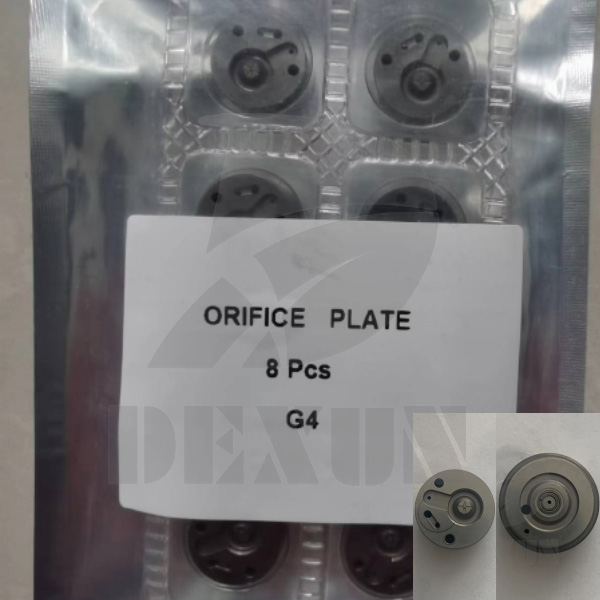 ORIFICE PLATE
8 Pcs
G4
DEXUN